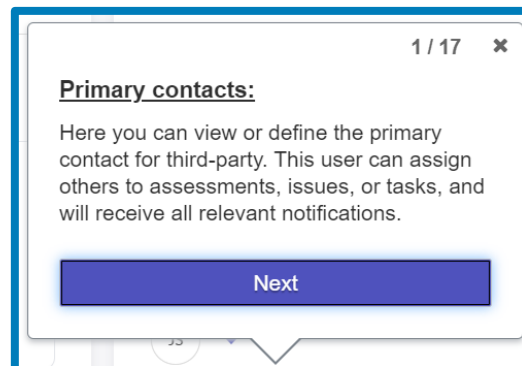 1 / 17 ×
Primary contacts:
Here you can view or define the primary
contact for third-party. This user can assign
others to assessments, issues, or tasks, and
will receive all relevant notifications.
Next